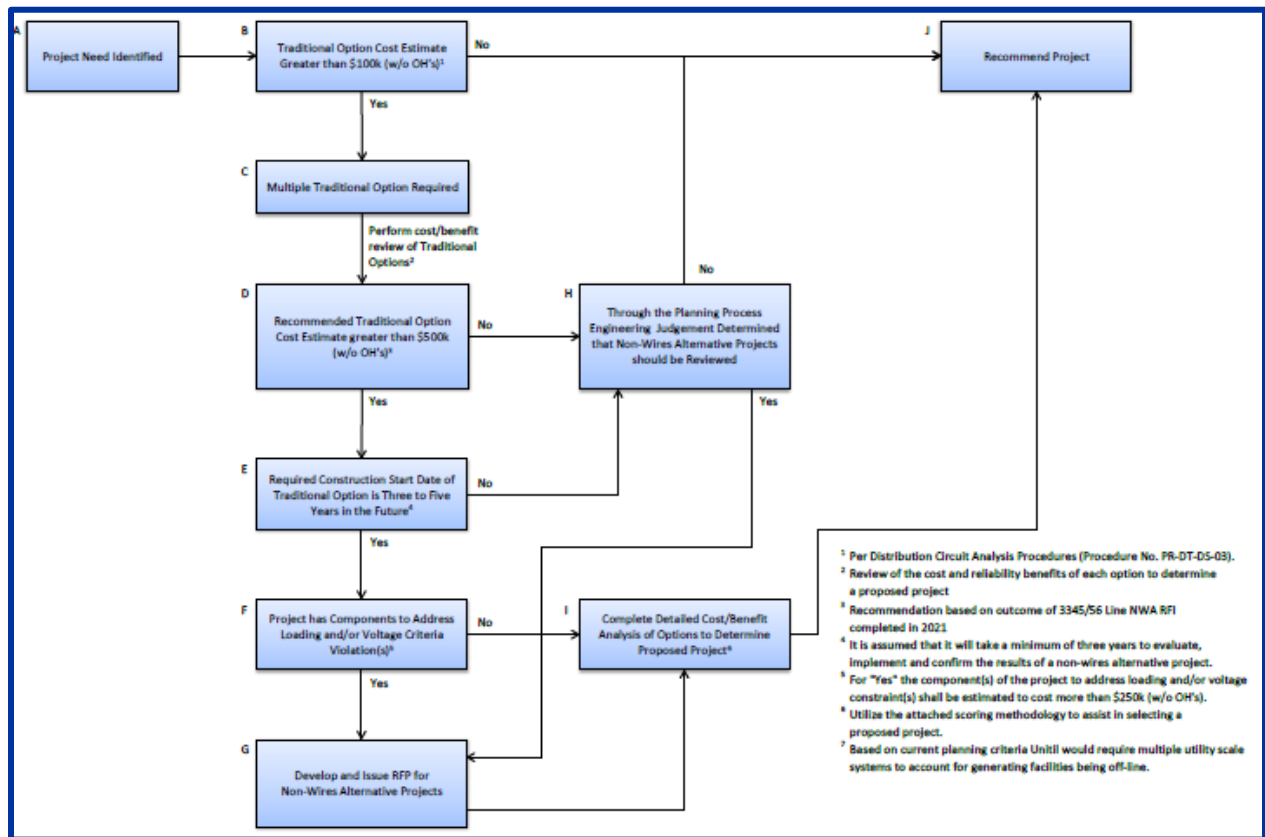 A
Project Need Identified
B
Traditional Option Cost Estimate
Greater than $100k (w/o OH's)¹
No
J
Recommend Project
Yes
C
Multiple Traditional Option Required
Perform cost/benefit
review of Traditional
Options²
D
Recommended Traditional Option
Cost Estimate greater than $500k
(w/o OH's)³
No
H
Through the Planning Process
Engineering Judgement Determined
that Non-Wires Alternative Projects
should be Reviewed
No
Yes
Yes
E
Required Construction Start Date of
Traditional Option is Three to Five
Years in the Future⁴
No
Yes
F
Project has Components to Address
Loading and/or Voltage Criteria
Violation(s)⁵
No
I
Complete Detailed Cost/Benefit
Analysis of Options to Determine
Proposed Project⁶
Yes
G
Develop and Issue RFP for
Non-Wires Alternative Projects
¹ Per Distribution Circuit Analysis Procedures (Procedure No. PR-DT-DS-03).
² Review of the cost and reliability benefits of each option to determine
a proposed project
³ Recommendation based on outcome of 3345/56 Line NWA RFI
completed in 2021
⁴ It is assumed that it will take a minimum of three years to evaluate,
implement and confirm the results of a non-wires alternative project.
⁵ For "Yes" the component(s) of the project to address loading and/or voltage
constraint(s) shall be estimated to cost more than $250k (w/o OH's).
⁶ Utilize the attached scoring methodology to assist in selecting a
proposed project.
⁷ Based on current planning criteria Unitil would require multiple utility scale
systems to account for generating facilities being off-line.